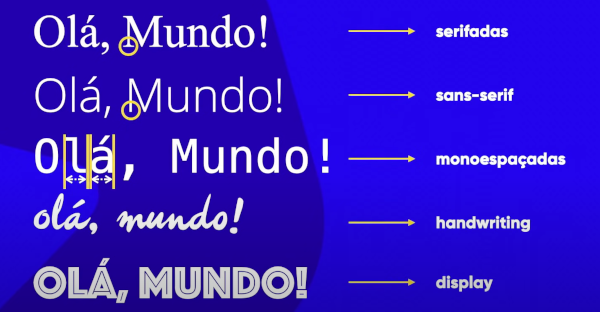 Olá, Mundo! serifadas
Olá, Mundo! sans-serif
Olá, Mundo! monoespaçadas
olá, mundo! handwriting
OLÁ, MUNDO! display